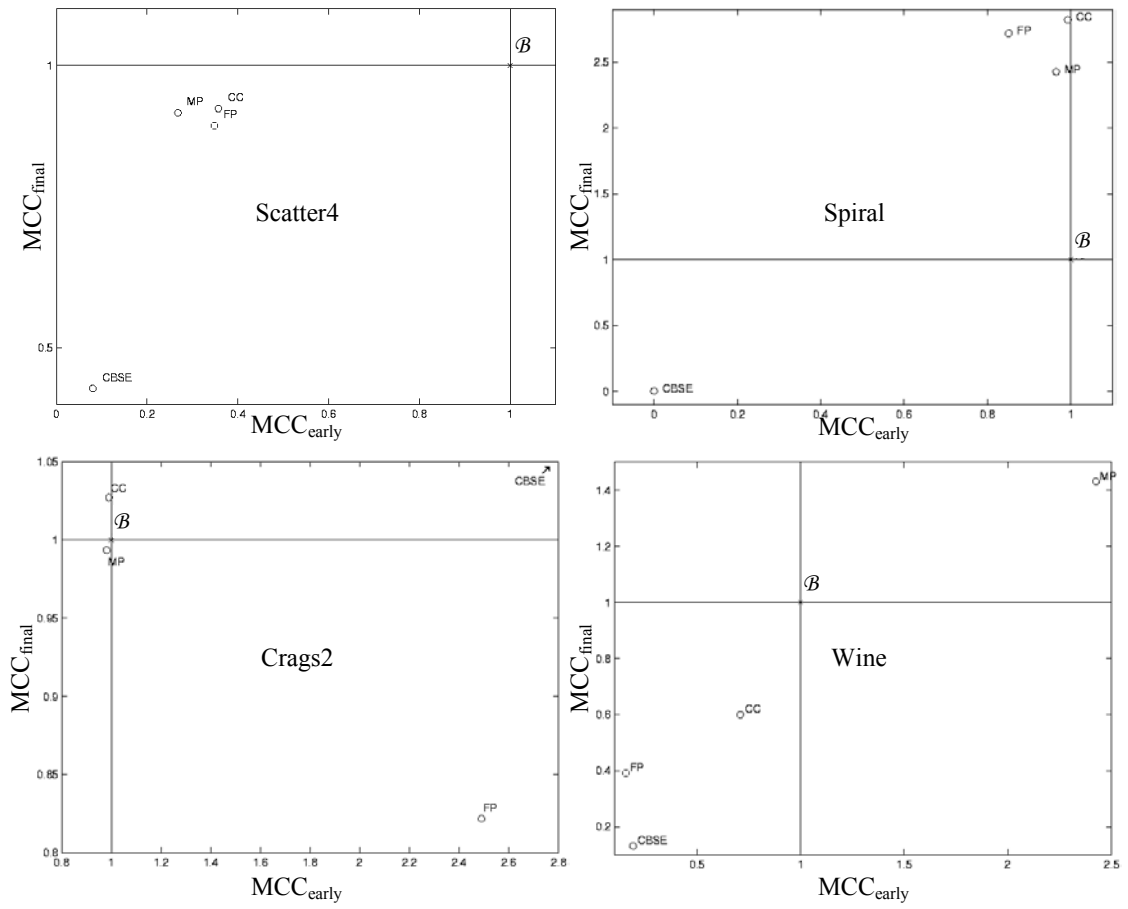 ℬ
1
MP
CC
FP
MCCfinal
Scatter4
0.5
CBSE
0 0.2 0.4 0.6 0.8 1
MCCearly
CC
FP
2.5
MP
2
1.5
MCCfinal
Spiral
ℬ
1
0.5
0
CBSE
0 0.2 0.4 0.6 0.8 1
MCCearly
1.05
CBSE
CC
ℬ
1
MP
0.95
MCCfinal
Crags2
0.9
0.85
FP
0.8
0.8 1 1.2 1.4 1.6 1.8 2 2.2 2.4 2.6 2.8
MCCearly
MP
1.4
1.2
ℬ
1
MCCfinal
Wine
0.8
CC
0.6
0.4
FP
0.2
CBSE
0.5 1 1.5 2 2.5
MCCearly